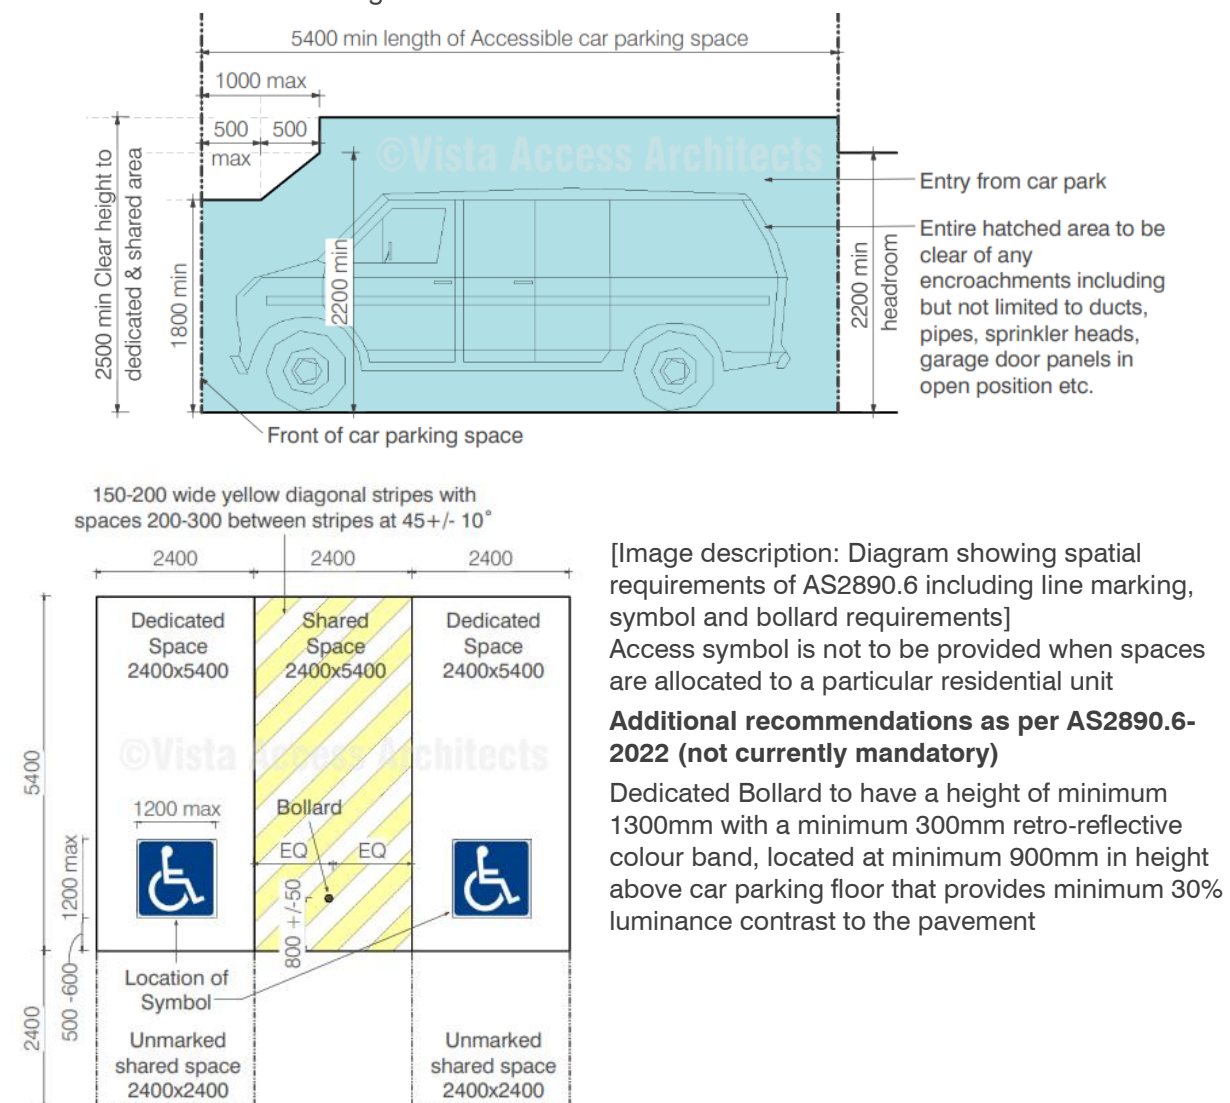 5400 min length of Accessible car parking space
1000 max
500
500
max
©Vista Access Architects
2500 min Clear height to
dedicated & shared area
1800 min
2200 min
2200 min
headroom
Entry from car park
Entire hatched area to be
clear of any
encroachments including
but not limited to ducts,
pipes, sprinkler heads,
garage door panels in
open position etc.
Front of car parking space
150-200 wide yellow diagonal stripes with
spaces 200-300 between stripes at 45+/- 10°
2400
2400
2400
Dedicated
Space
2400x5400
Shared
Space
2400x5400
Dedicated
Space
2400x5400
©Vista Access Architects
5400
1200 max
1200 max
Bollard
EQ
EQ
800 +/-50
500 -600
Location of
Symbol
2400
Unmarked
shared space
2400x2400
Unmarked
shared space
2400x2400
[Image description: Diagram showing spatial
requirements of AS2890.6 including line marking,
symbol and bollard requirements]
Access symbol is not to be provided when spaces
are allocated to a particular residential unit
Additional recommendations as per AS2890.6-
2022 (not currently mandatory)
Dedicated Bollard to have a height of minimum
1300mm with a minimum 300mm retro-reflective
colour band, located at minimum 900mm in height
above car parking floor that provides minimum 30%
luminance contrast to the pavement